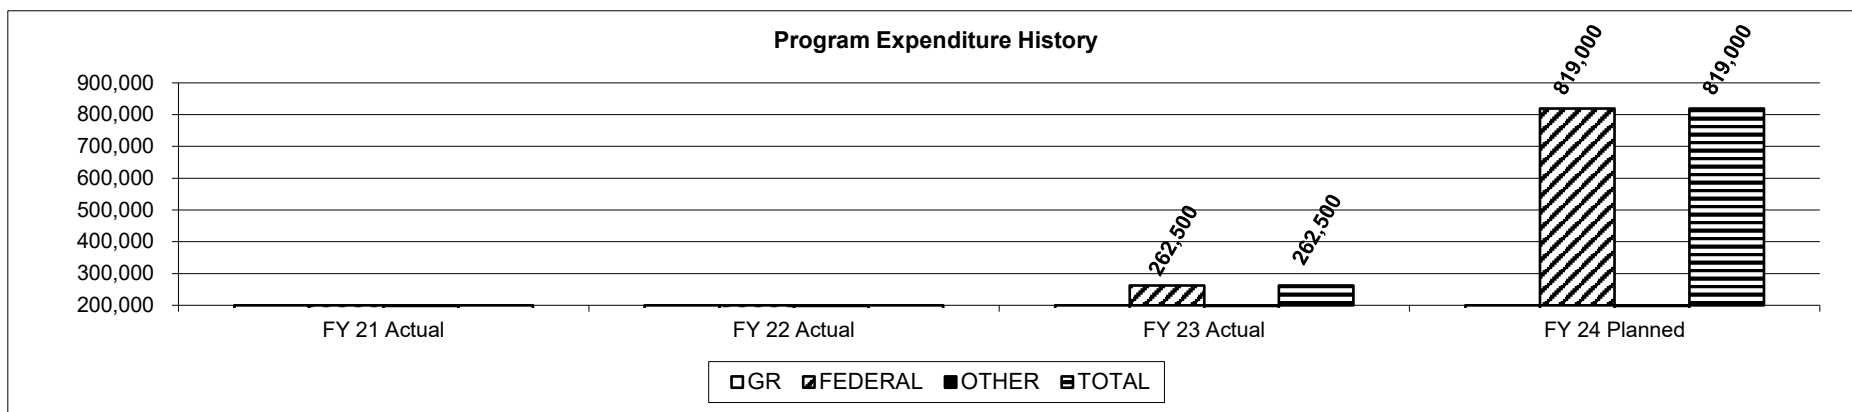 Program Expenditure History
900,000
800,000
700,000
600,000
500,000
400,000
300,000
200,000
262,500
262,500
819,000
819,000
FY 21 Actual
FY 22 Actual
FY 23 Actual
FY 24 Planned
GR FEDERAL OTHER TOTAL